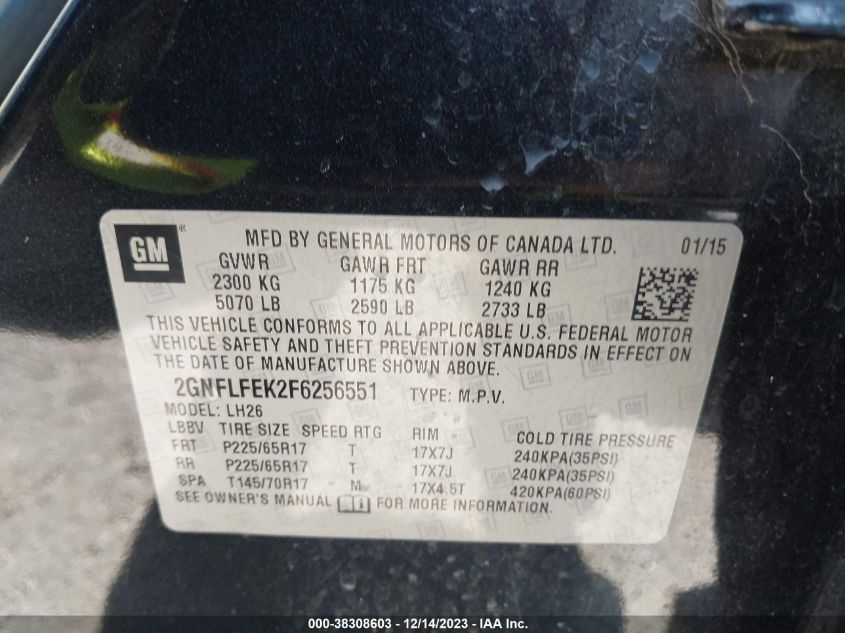 GM ® MFD BY GENERAL MOTORS OF CANADA LTD. 01/15
GVWR GAWR FRT GAWR RR
2300 KG 1175 KG 1240 KG
5070 LB 2590 LB 2733 LB
THIS VEHICLE CONFORMS TO ALL APPLICABLE U.S. FEDERAL MOTOR
VEHICLE SAFETY AND THEFT PREVENTION STANDARDS IN EFFECT ON
THE DATE OF MANUFACTURE SHOWN ABOVE.
2GNFLFEK2F6256551 TYPE: M.P.V.
MODEL: LH26
LBBV TIRE SIZE SPEED RTG RIM COLD TIRE PRESSURE
FRT P225/65R17 T 17X7J 240KPA(35PSI)
RR P225/65R17 T 17X7J 240KPA(35PSI)
SPA T145/70R17 M 17X4.5T 420KPA(60PSI)
SEE OWNER'S MANUAL FOR MORE INFORMATION.
000-38308603 - 12/14/2023 - IAA Inc.